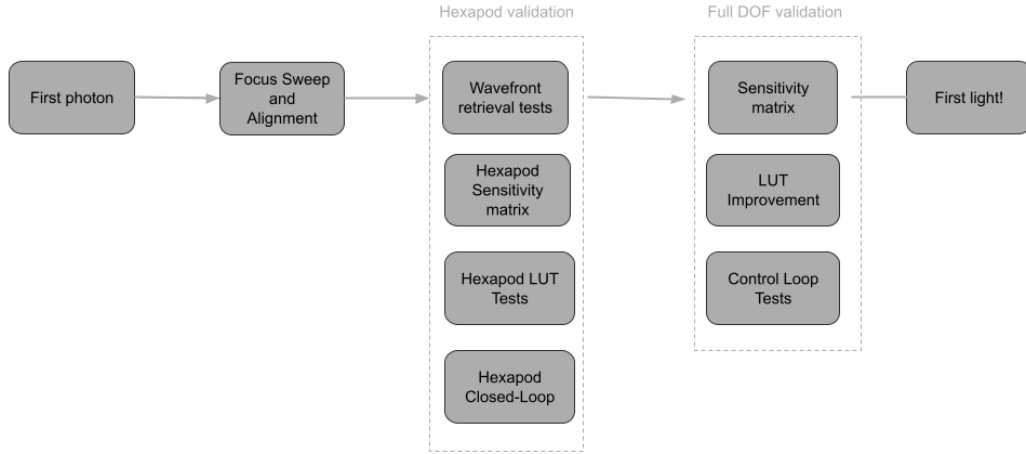 Hexapod validation
Full DOF validation
First photon
Focus Sweep
and
Alignment
Wavefront
retrieval tests
Sensitivity
matrix
First light!
Hexapod
Sensitivity
matrix
LUT
Improvement
Hexapod LUT
Tests
Control Loop
Tests
Hexapod
Closed-Loop